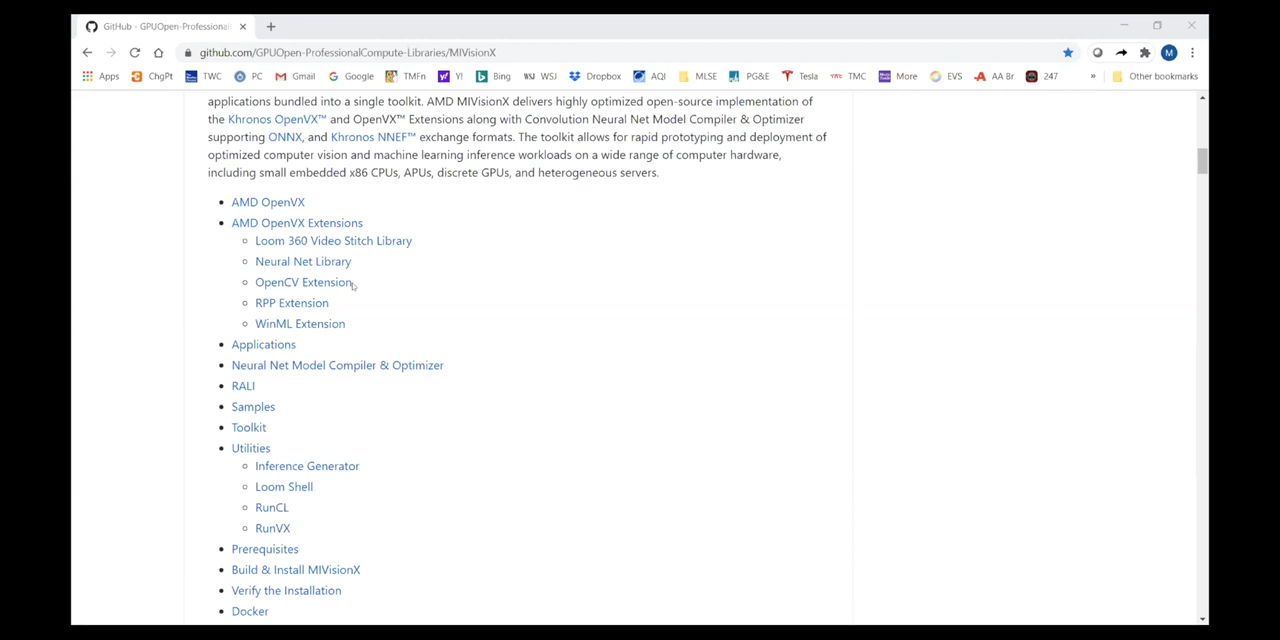 GitHub - GPUOpen-Professional
github.com/GPUOpen-ProfessionalCompute-Libraries/MIVisionX
M
Apps ChgPt TWC PC Gmail Google TMFn Y! Bing WSJ Dropbox AQI MLSE PG&E Tesla TMC More EVS AA Br 247 » Other bookmarks
applications bundled into a single toolkit. AMD MIVisionX delivers highly optimized open-source implementation of
the Khronos OpenVX™ and OpenVX™ Extensions along with Convolution Neural Net Model Compiler & Optimizer
supporting ONNX, and Khronos NNEF™ exchange formats. The toolkit allows for rapid prototyping and deployment of
optimized computer vision and machine learning inference workloads on a wide range of computer hardware,
including small embedded x86 CPUs, APUs, discrete GPUs, and heterogeneous servers.
• AMD OpenVX
• AMD OpenVX Extensions
◦ Loom 360 Video Stitch Library
◦ Neural Net Library
◦ OpenCV Extension
◦ RPP Extension
◦ WinML Extension
• Applications
• Neural Net Model Compiler & Optimizer
• RALI
• Samples
• Toolkit
• Utilities
◦ Inference Generator
◦ Loom Shell
◦ RunCL
◦ RunVX
• Prerequisites
• Build & Install MIVisionX
• Verify the Installation
• Docker